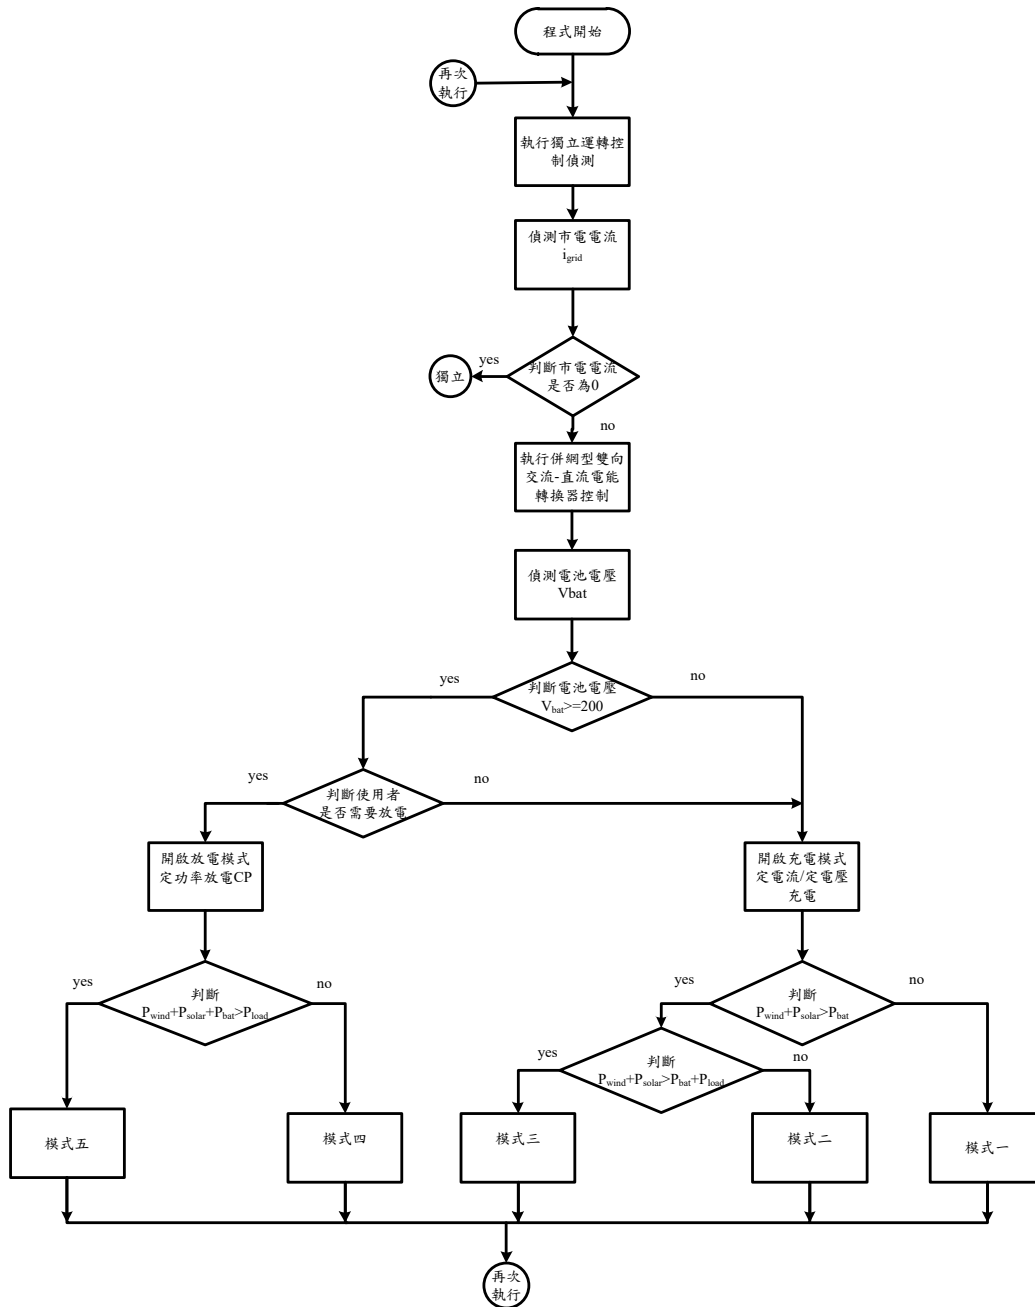 程式開始
再次
執行
執行獨立運轉控
制偵測
偵測市電電流
igrid
yes
獨立
判斷市電電流
是否為0
no
執行併網型雙向
交流-直流電能
轉換器控制
偵測電池電壓
Vbat
yes
判斷電池電壓
Vbat>=200
no
yes
判斷使用者
是否需要放電
no
開啟放電模式
定功率放電CP
開啟充電模式
定電流/定電壓
充電
yes
判斷
Pwind+Psolar+Pbat>Pload
no
yes
判斷
Pwind+Psolar>Pbat
no
yes
判斷
Pwind+Psolar>Pbat+Pload
no
模式五
模式四
模式三
模式二
模式一
再次
執行